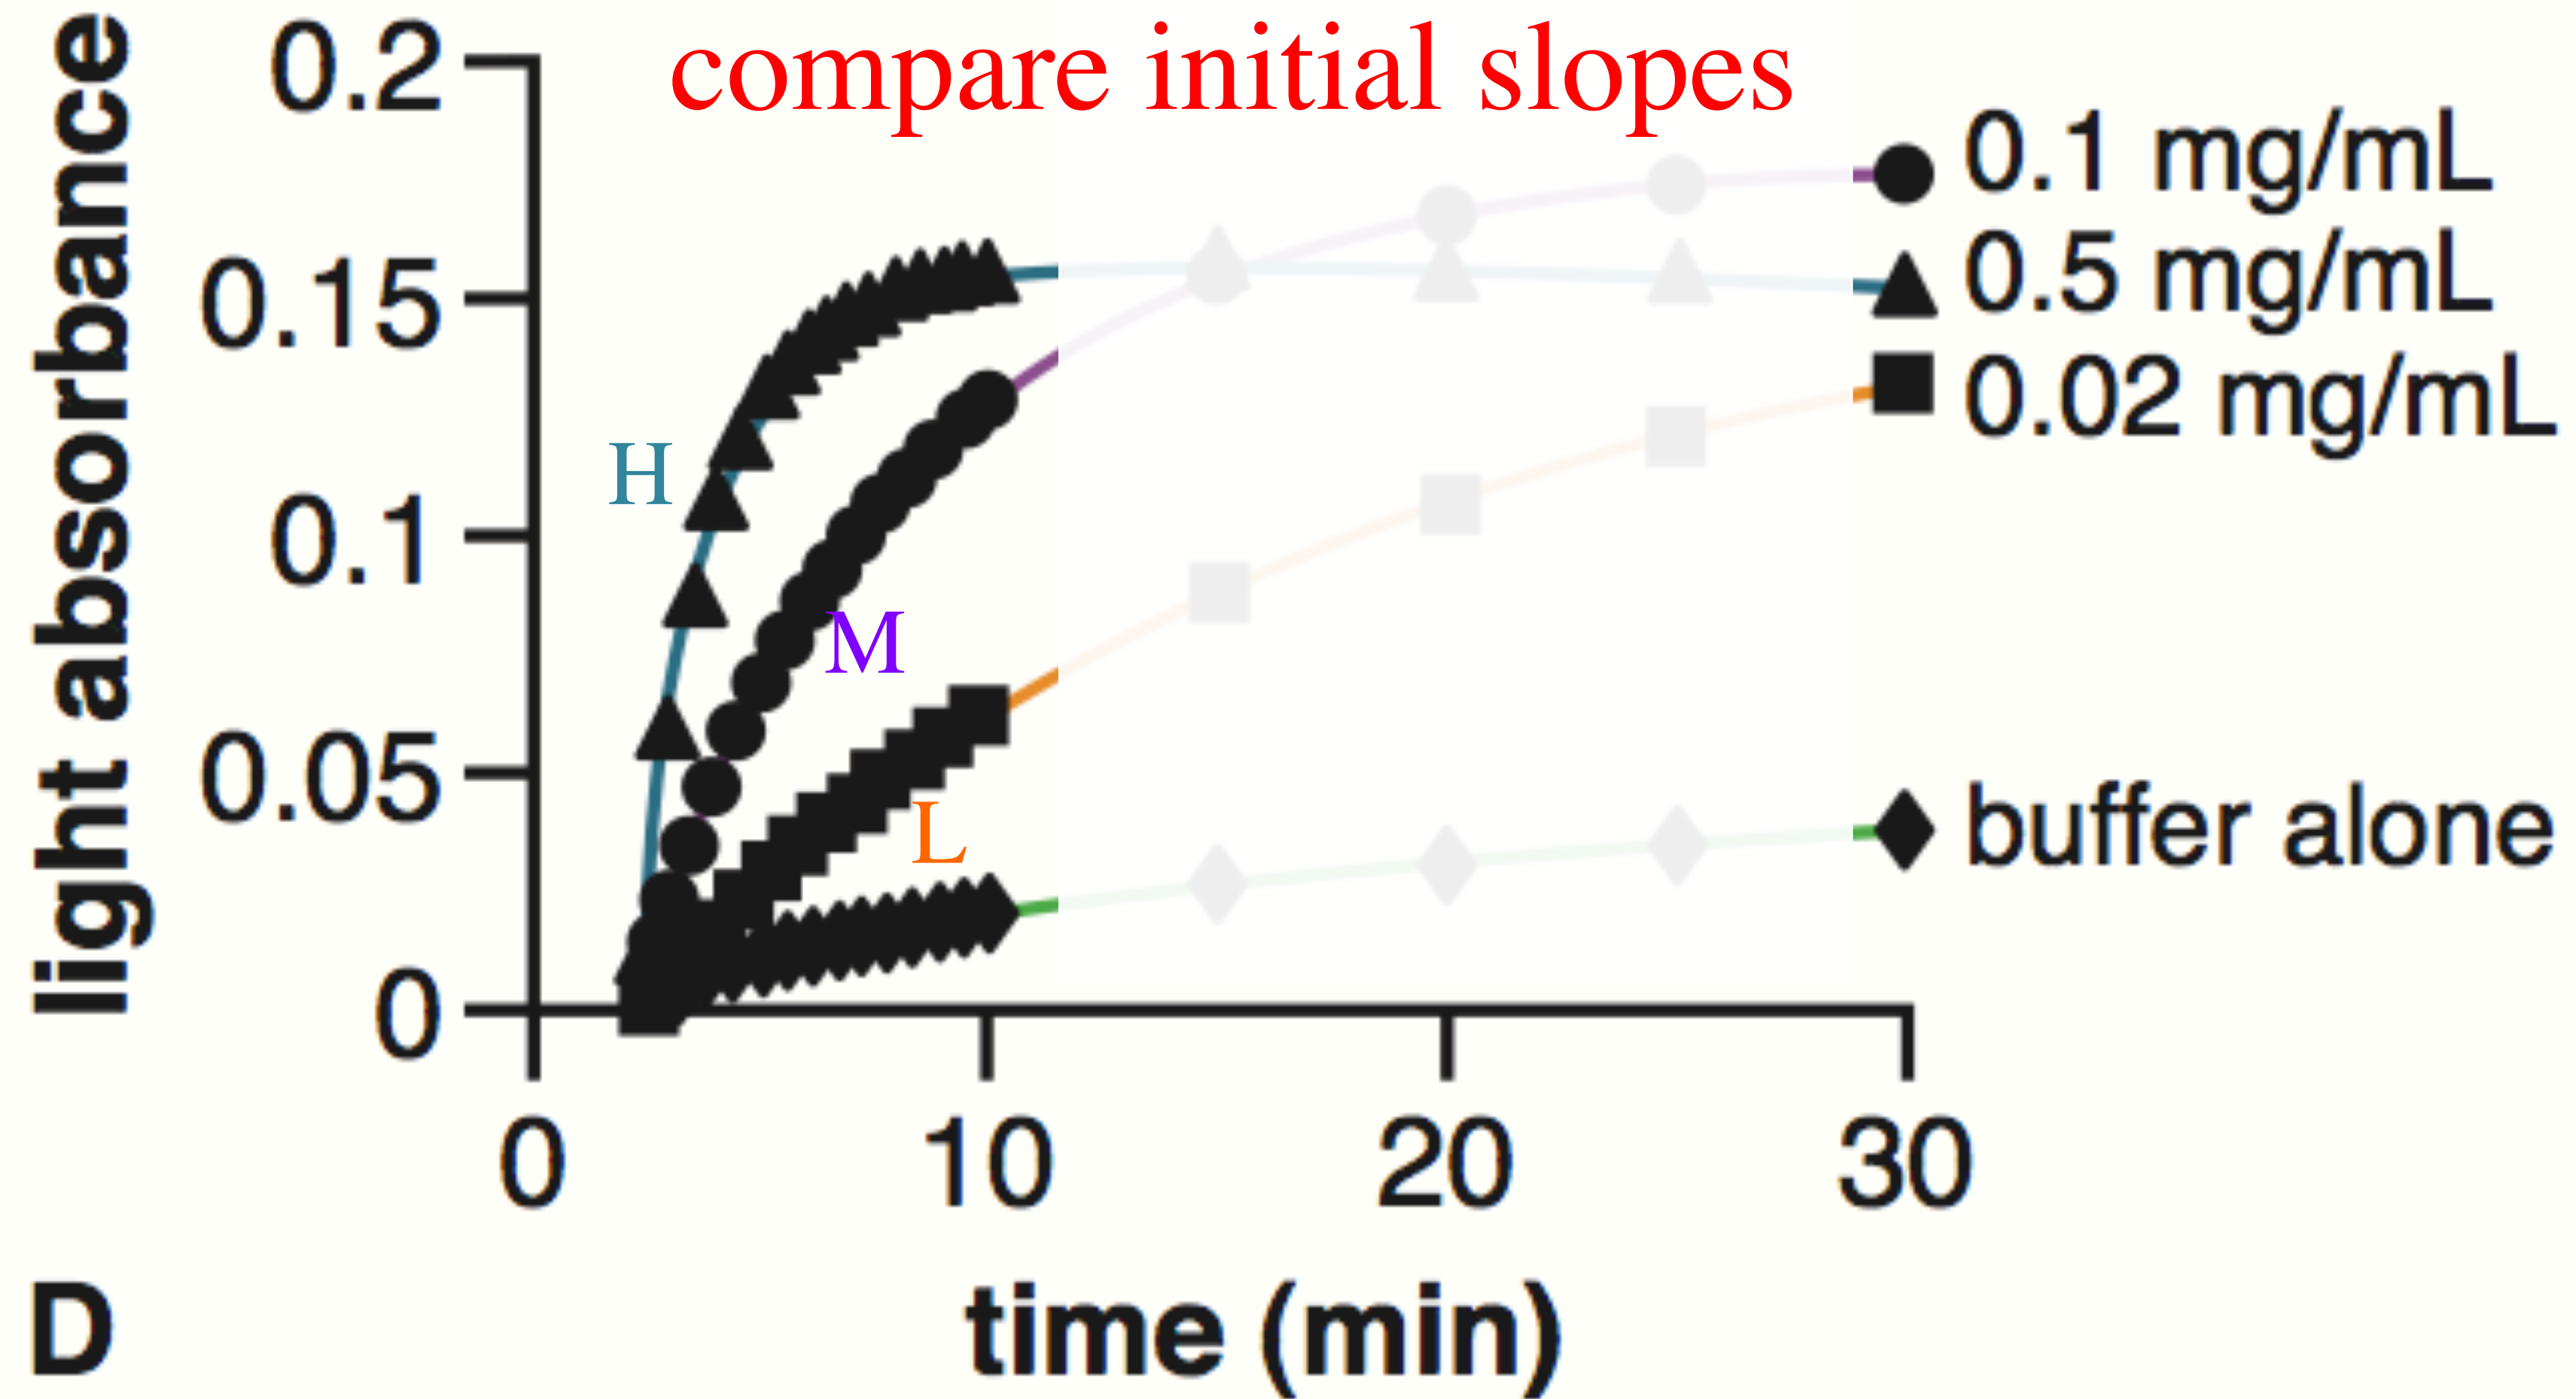 compare initial slopes
light absorbance
0.2
0.15
0.1
0.05
0
0.1 mg/mL
0.5 mg/mL
0.02 mg/mL
buffer alone
H
M
L
0 10 20 30
time (min)
D